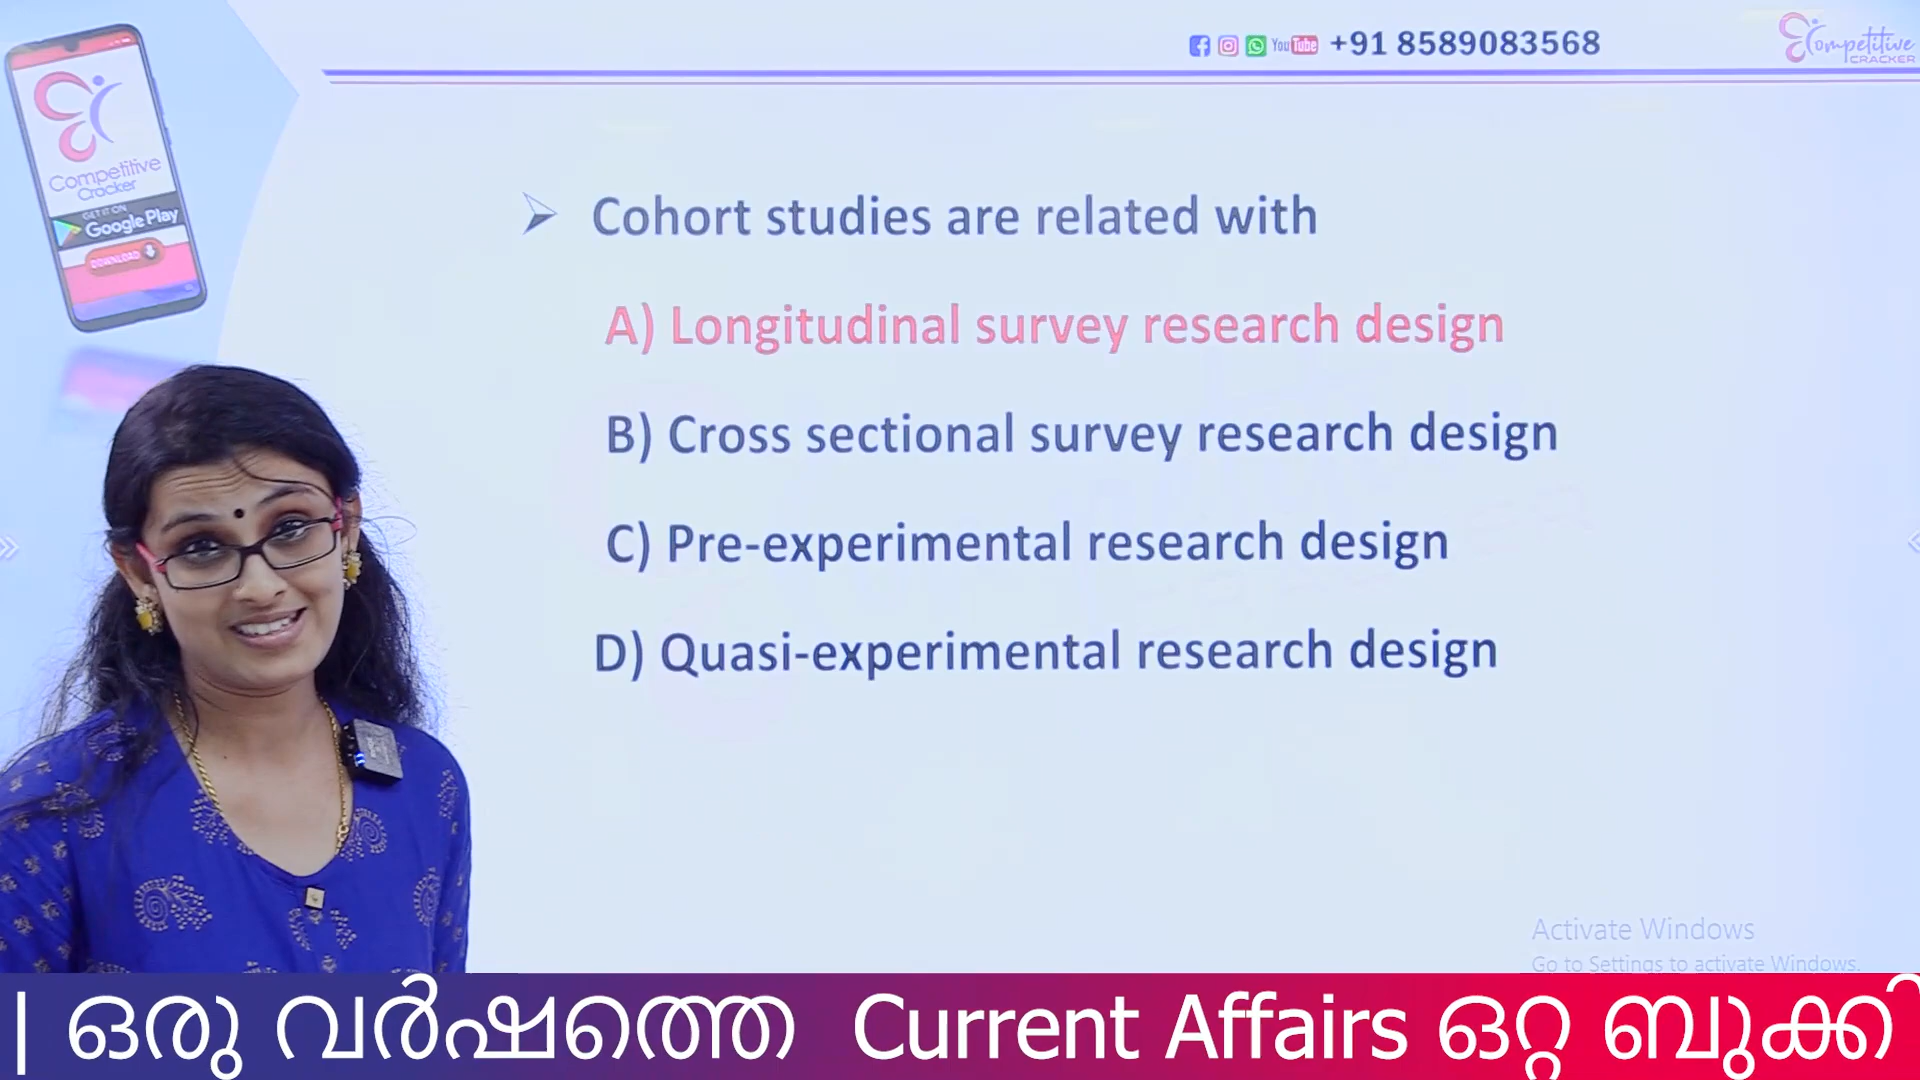 You Tube +91 8589083568
Competitive
CRACKER
Competitive
Cracker
GET IT ON
Google Play
DOWNLOAD
Cohort studies are related with
A) Longitudinal survey research design
B) Cross sectional survey research design
C) Pre-experimental research design
D) Quasi-experimental research design
Activate Windows
Go to Settings to activate Windows.
| ഒരു വർഷത്തെ Current Affairs ഒറ്റ ബുക്കി